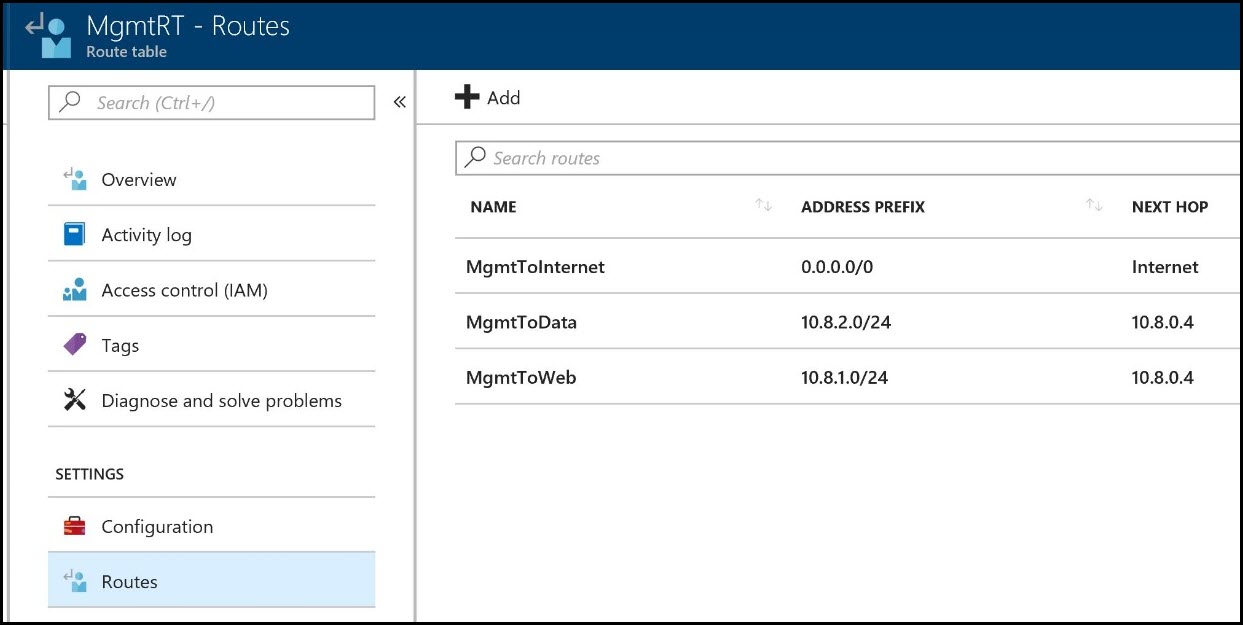 MgmtRT - Routes
Route table
Search (Ctrl+/)
«
Overview
Activity log
Access control (IAM)
Tags
Diagnose and solve problems
SETTINGS
Configuration
Routes
Add
Search routes
NAME ADDRESS PREFIX NEXT HOP
MgmtToInternet 0.0.0.0/0 Internet
MgmtToData 10.8.2.0/24 10.8.0.4
MgmtToWeb 10.8.1.0/24 10.8.0.4